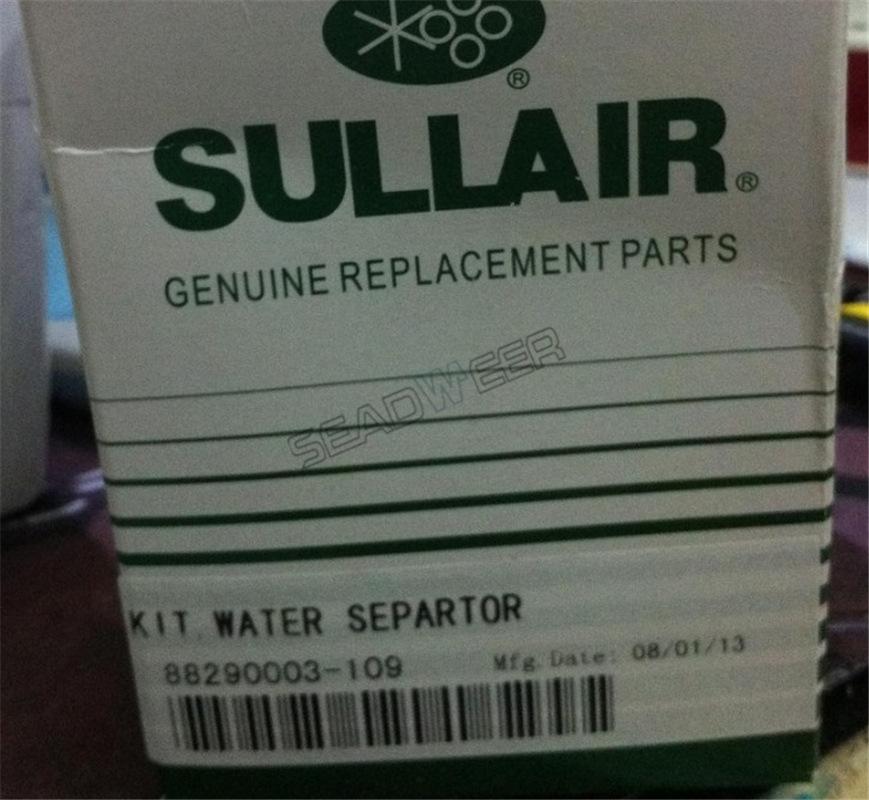 ®
SULLAIR®
GENUINE REPLACEMENT PARTS
SEADWEER
KIT, WATER SEPARTOR
88290003-109 Mfg. Date: 08/01/13